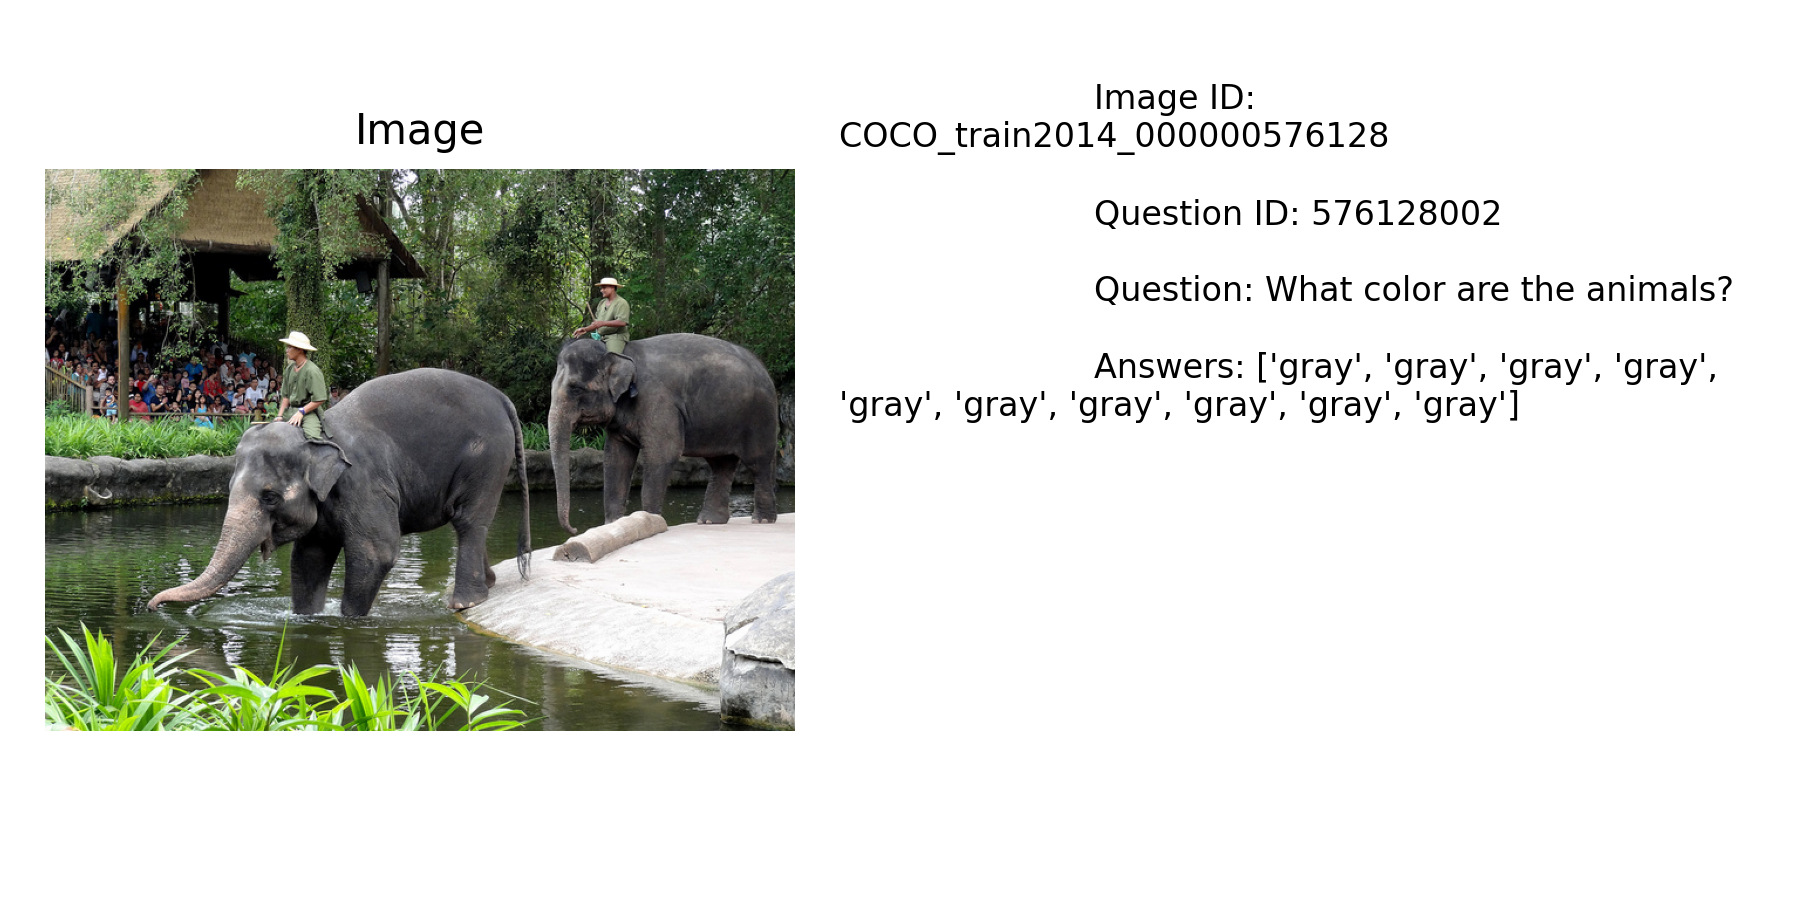 Image
Image ID:
COCO_train2014_000000576128
Question ID: 576128002
Question: What color are the animals?
Answers: ['gray', 'gray', 'gray', 'gray',
'gray', 'gray', 'gray', 'gray', 'gray', 'gray']